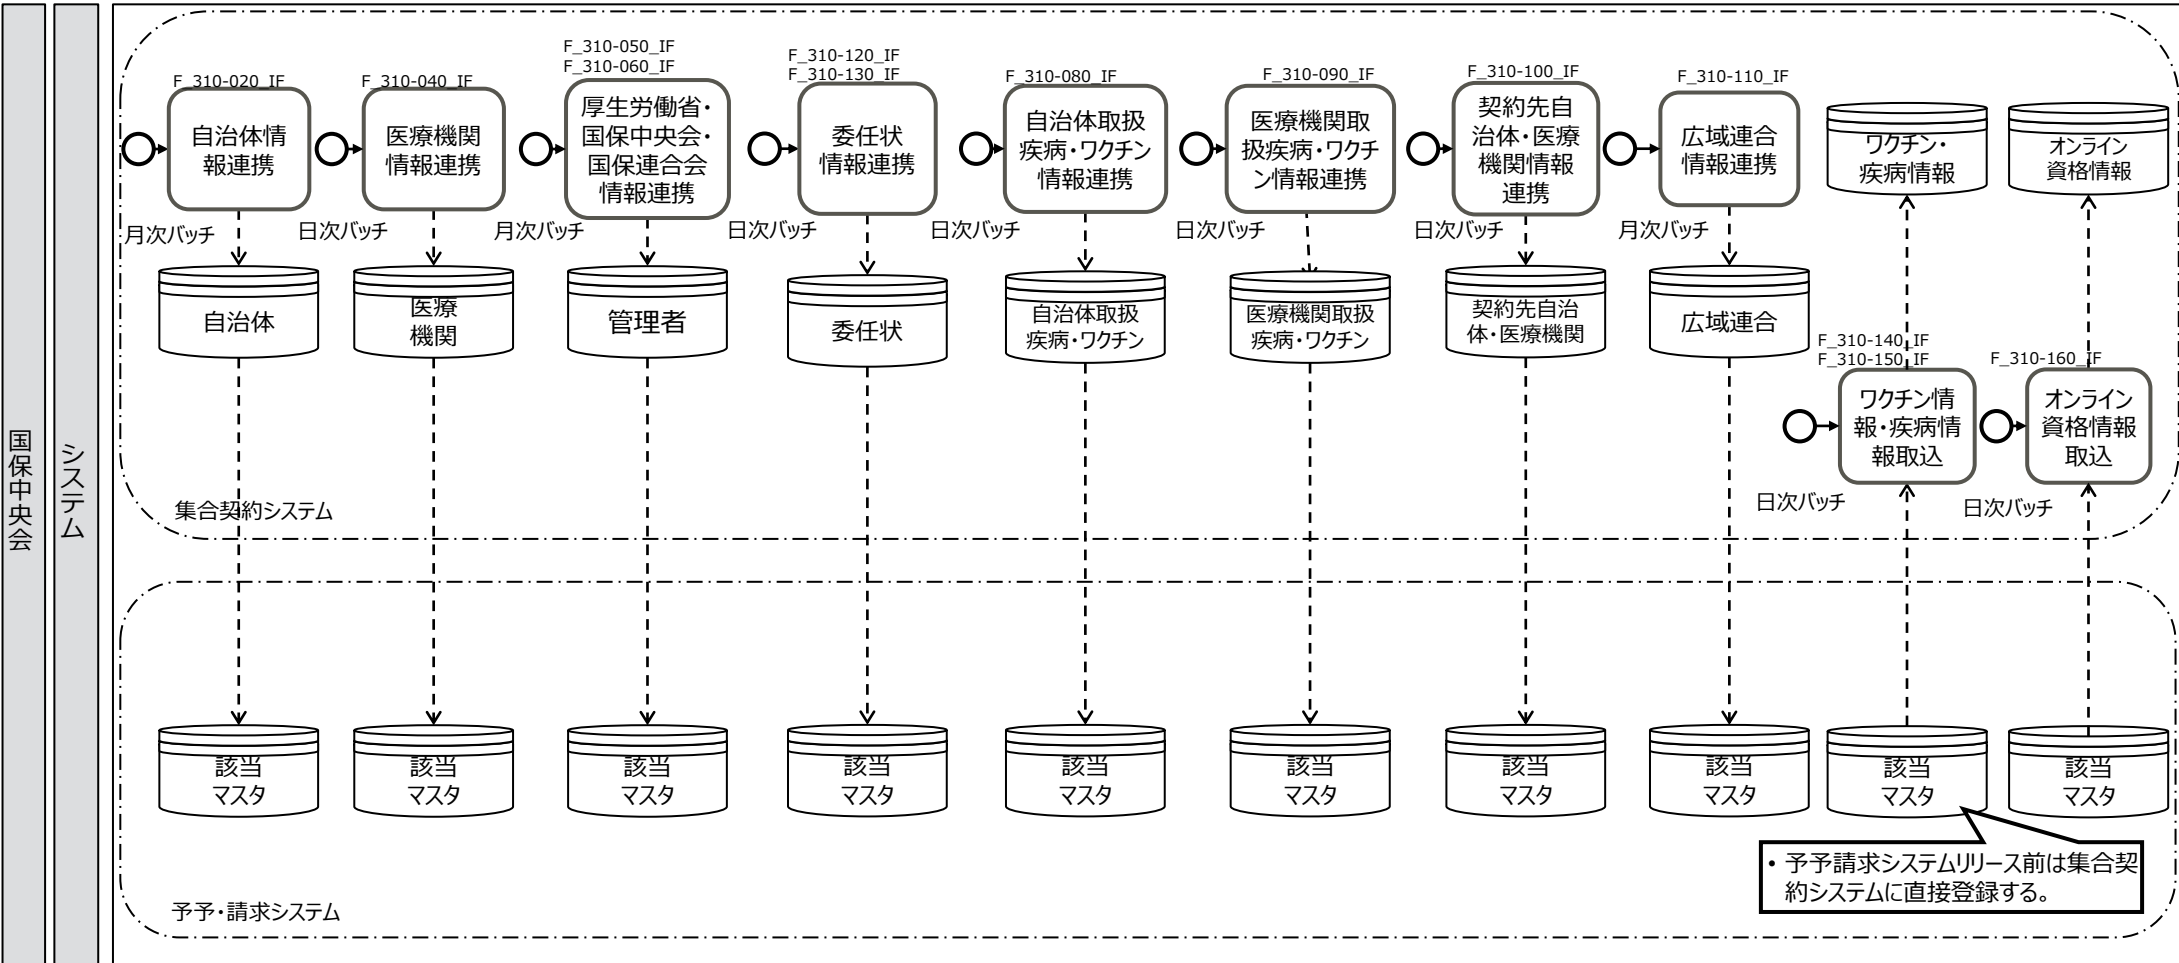 国保中央会
システム
F_310-020_IF
自治体情
報連携
月次バッチ
自治体
F_310-040_IF
医療機関
情報連携
日次バッチ
医療
機関
F_310-050_IF
F_310-060_IF
厚生労働省・
国保中央会・
国保連合会
情報連携
月次バッチ
管理者
F_310-120_IF
F_310-130_IF
委任状
情報連携
日次バッチ
委任状
F_310-080_IF
自治体取扱
疾病・ワクチン
情報連携
日次バッチ
自治体取扱
疾病・ワクチン
F_310-090_IF
医療機関取
扱疾病・ワクチ
ン情報連携
日次バッチ
医療機関取扱
疾病・ワクチン
F_310-100_IF
契約先自
治体・医療
機関情報
連携
日次バッチ
契約先自治
体・医療機関
F_310-110_IF
広域連合
情報連携
月次バッチ
広域連合
ワクチン・
疾病情報
F_310-140_IF
F_310-150_IF
ワクチン情
報・疾病情
報取込
日次バッチ
オンライン
資格情報
F_310-160_IF
オンライン
資格情報
取込
日次バッチ
集合契約システム
該当
マスタ
該当
マスタ
該当
マスタ
該当
マスタ
該当
マスタ
該当
マスタ
該当
マスタ
該当
マスタ
該当
マスタ
該当
マスタ
• 予予請求システムリリース前は集合契
約システムに直接登録する。
予予・請求システム